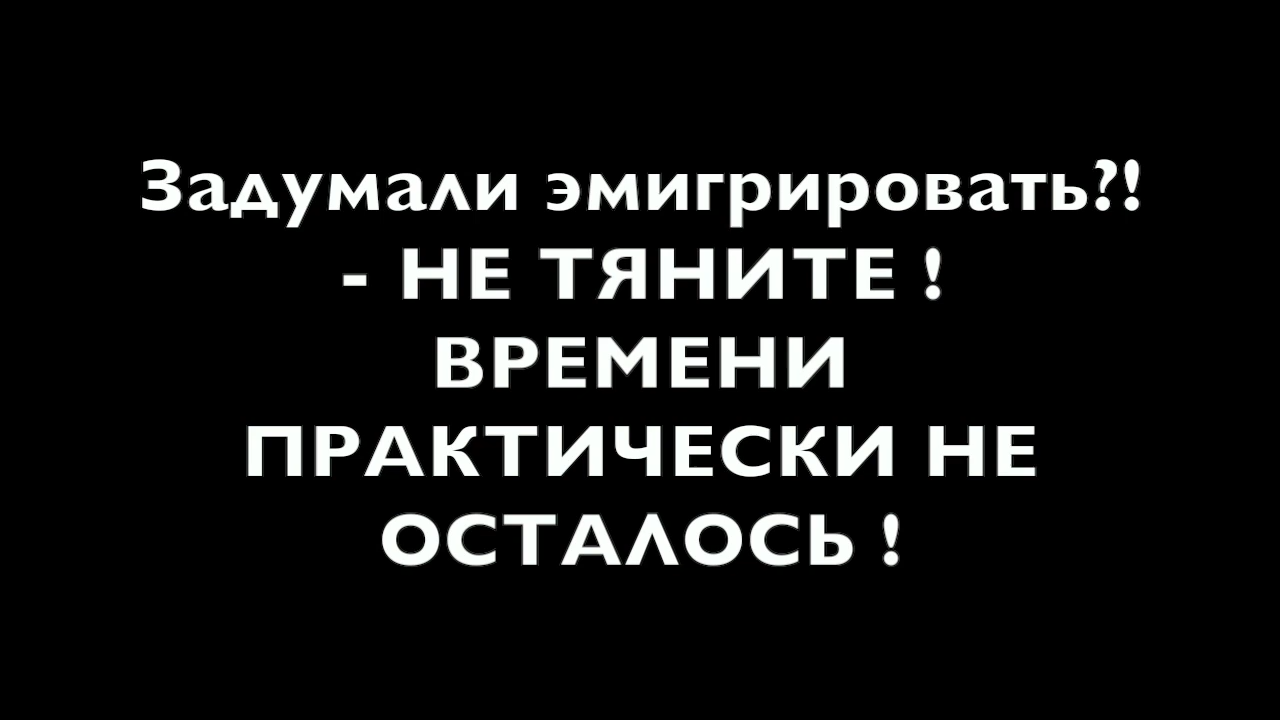 Задумали эмигрировать?!
- НЕ ТЯНИТЕ !
ВРЕМЕНИ
ПРАКТИЧЕСКИ НЕ
ОСТАЛОСЬ !